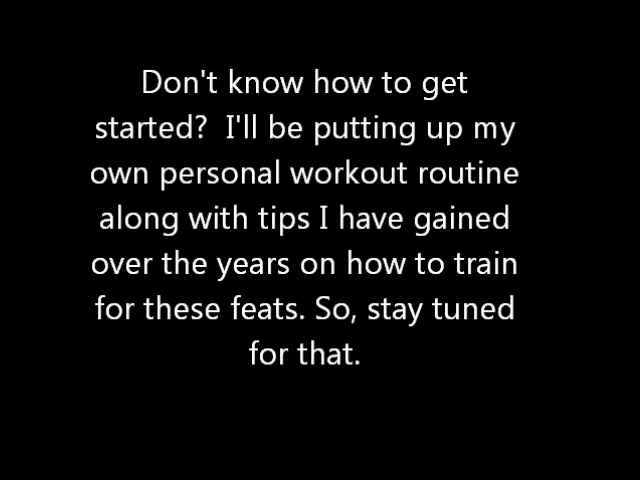 Don't know how to get
started?  I'll be putting up my
own personal workout routine
along with tips I have gained
over the years on how to train
for these feats. So, stay tuned
for that.